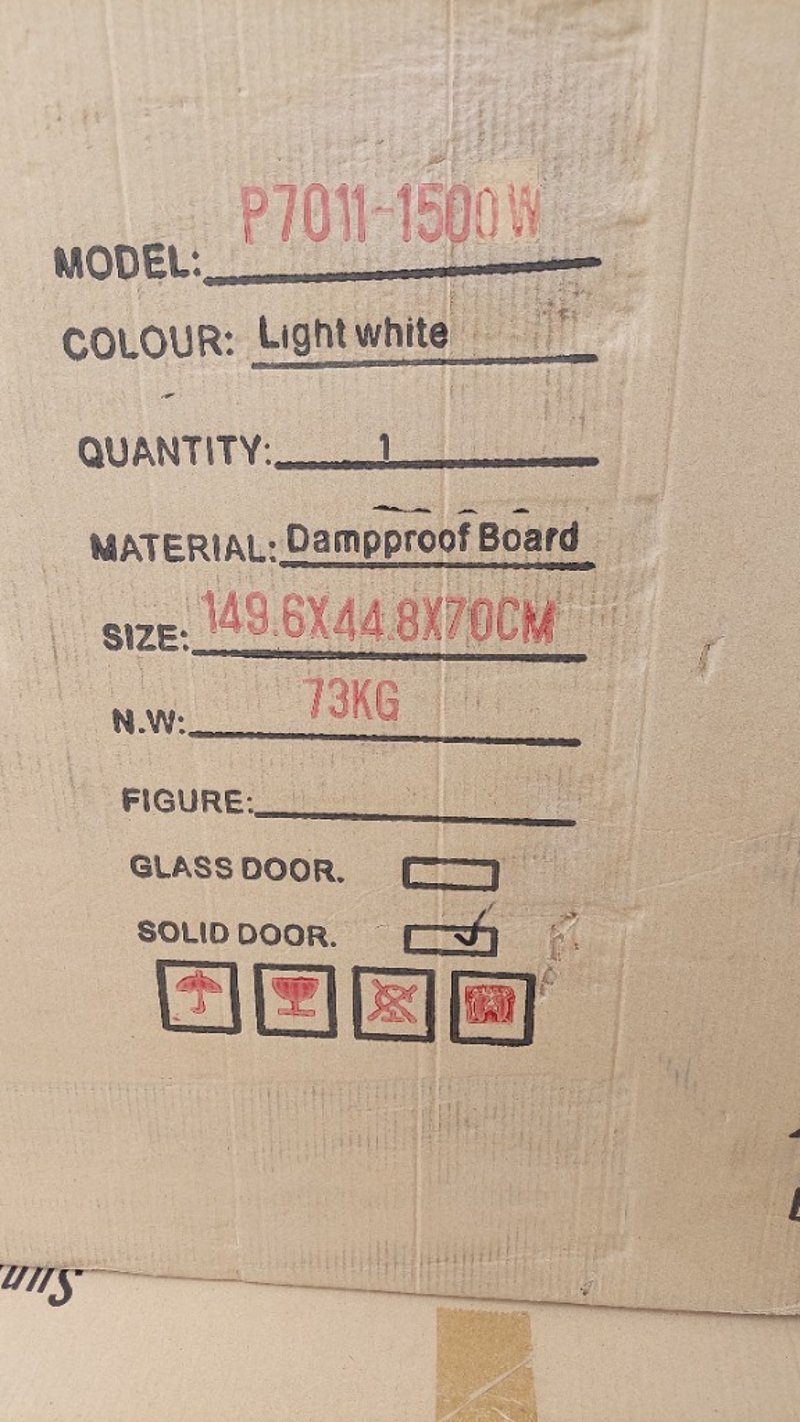 MODEL: P7011-1500W
COLOUR: Light white
QUANTITY: 1
MATERIAL: Dampproof Board
SIZE: 149.6X44.8X70CM
N.W: 73KG
FIGURE:
GLASS DOOR.
SOLID DOOR.